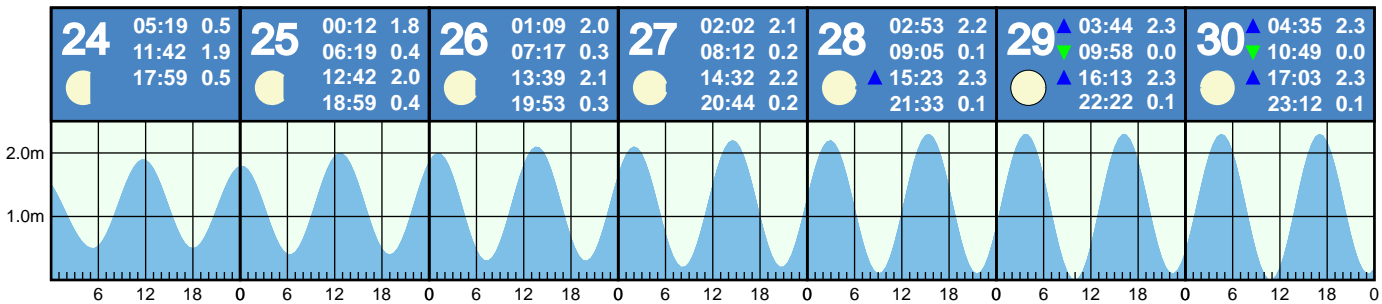 24
05:19 0.5
11:42 1.9
17:59 0.5
25
00:12 1.8
06:19 0.4
12:42 2.0
18:59 0.4
26
01:09 2.0
07:17 0.3
13:39 2.1
19:53 0.3
27
02:02 2.1
08:12 0.2
14:32 2.2
20:44 0.2
28
02:53 2.2
09:05 0.1
▲ 15:23 2.3
21:33 0.1
29
▲ 03:44 2.3
▼ 09:58 0.0
▲ 16:13 2.3
22:22 0.1
30
▲ 04:35 2.3
▼ 10:49 0.0
▲ 17:03 2.3
23:12 0.1
2.0m
1.0m
6 12 18 0 6 12 18 0 6 12 18 0 6 12 18 0 6 12 18 0 6 12 18 0 6 12 18 0